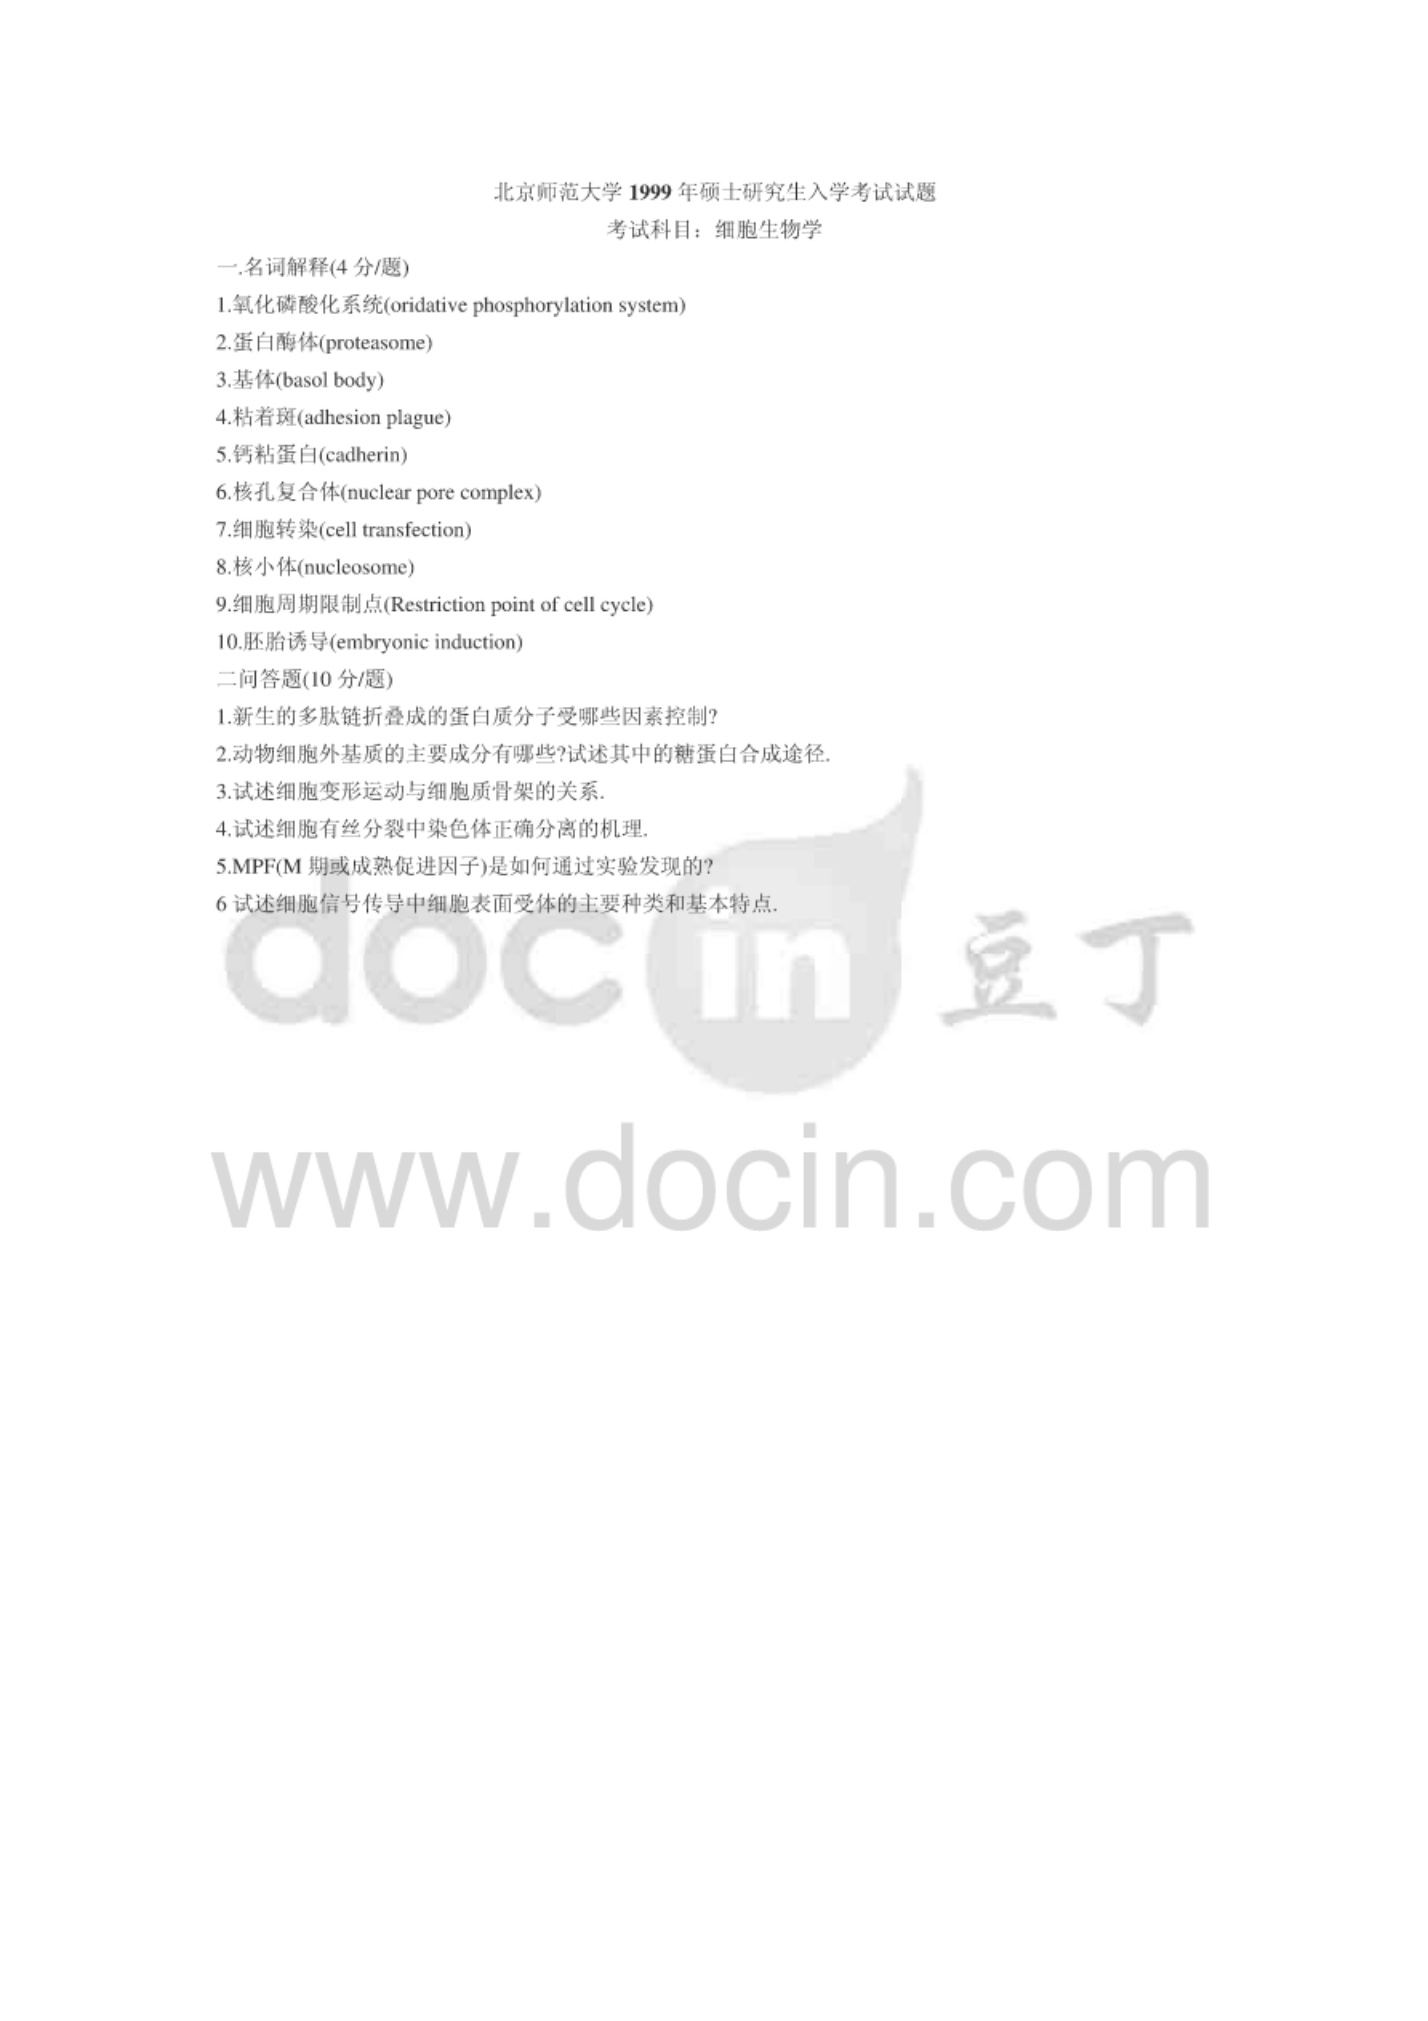 北京师范大学 1999 年硕士研究生入学考试试题
考试科目：细胞生物学
一.名词解释(4 分/题)
1.氧化磷酸化系统(oridative phosphorylation system)
2.蛋白酶体(proteasome)
3.基体(basol body)
4.粘着斑(adhesion plague)
5.钙粘蛋白(cadherin)
6.核孔复合体(nuclear pore complex)
7.细胞转染(cell transfection)
8.核小体(nucleosome)
9.细胞周期限制点(Restriction point of cell cycle)
10.胚胎诱导(embryonic induction)
二问答题(10 分/题)
1.新生的多肽链折叠成的蛋白质分子受哪些因素控制?
2.动物细胞外基质的主要成分有哪些?试述其中的糖蛋白合成途径.
3.试述细胞变形运动与细胞质骨架的关系.
4.试述细胞有丝分裂中染色体正确分离的机理.
5.MPF(M 期或成熟促进因子)是如何通过实验发现的?
6 试述细胞信号传导中细胞表面受体的主要种类和基本特点.
docin 豆丁
www.docin.com